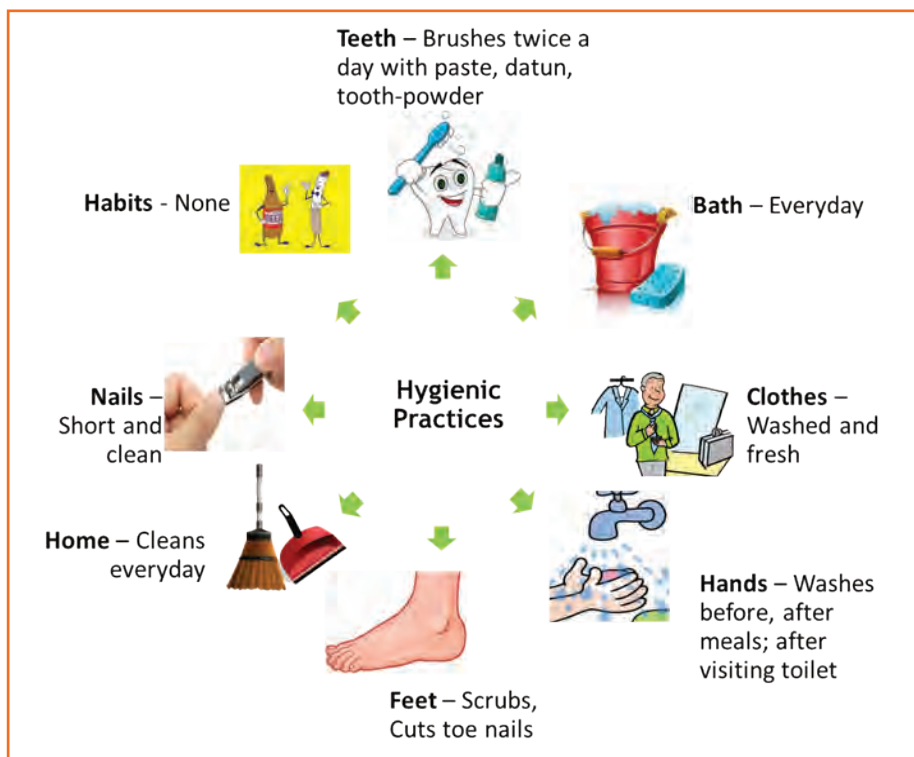 Teeth – Brushes twice a
day with paste, datun,
tooth-powder
Habits - None
Bath – Everyday
Nails –
Short and
clean
Hygienic
Practices
Clothes –
Washed and
fresh
Home – Cleans
everyday
Hands – Washes
before, after
meals; after
visiting toilet
Feet – Scrubs,
Cuts toe nails